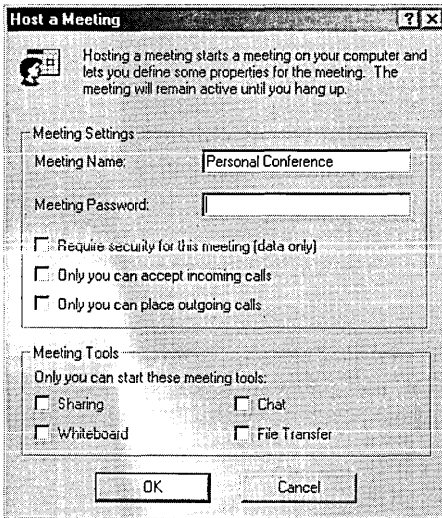 Host a Meeting
Hosting a meeting starts a meeting on your computer and
lets you define some properties for the meeting. The
meeting will remain active until you hang up.
Meeting Settings
Meeting Name: Personal Conference
Meeting Password:
Require security for this meeting (data only)
Only you can accept incoming calls
Only you can place outgoing calls
Meeting Tools
Only you can start these meeting tools:
Sharing Chat
Whiteboard File Transfer
OK Cancel